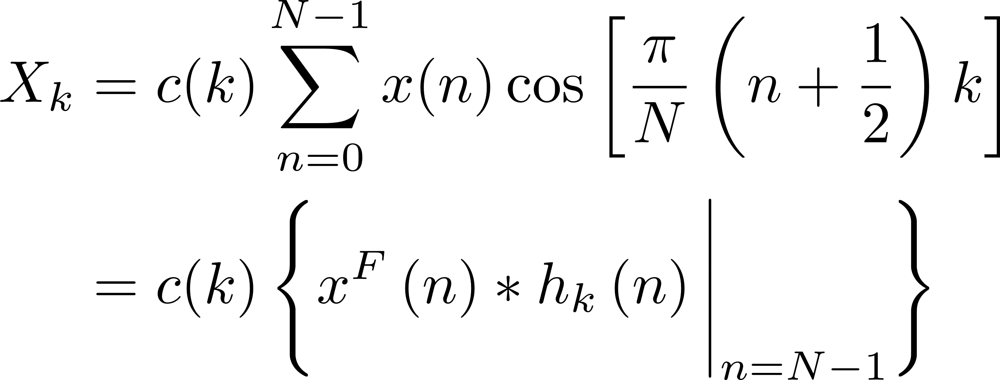 $X_k = c(k) \sum_{n=0}^{N-1} x(n) \cos \left[ \frac{\pi}{N} \left( n + \frac{1}{2} \right) k \right]$
$= c(k) \left\{ x^F(n) * h_k(n) \Big|_{n=N-1} \right\}$